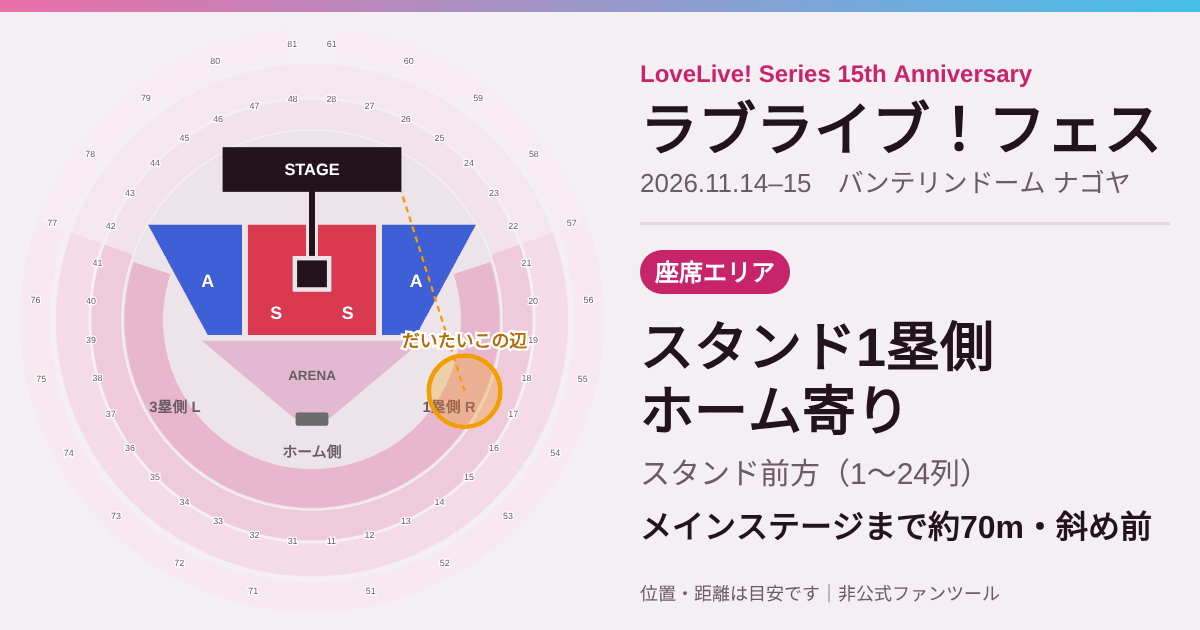 81 61
80 60
79 59
48 28
47 27
46 26
45 25
78 58
44 24
STAGE
43 23
77 57
42 22
41 21
A A
76 56
40 20
S S
39 だいたいこの辺 19
ARENA
75 55
38 18
3塁側 L 1塁側 R
37 17
36 16
ホーム側
74 54
35 15
34 14
73 53
33 13
32 12
31 11
72 52
71 51
LoveLive! Series 15th Anniversary
ラブライブ！フェス
2026.11.14–15　バンテリンドーム ナゴヤ
座席エリア
スタンド1塁側
ホーム寄り
スタンド前方（1〜24列）
メインステージまで約70m・斜め前
位置・距離は目安です｜非公式ファンツール